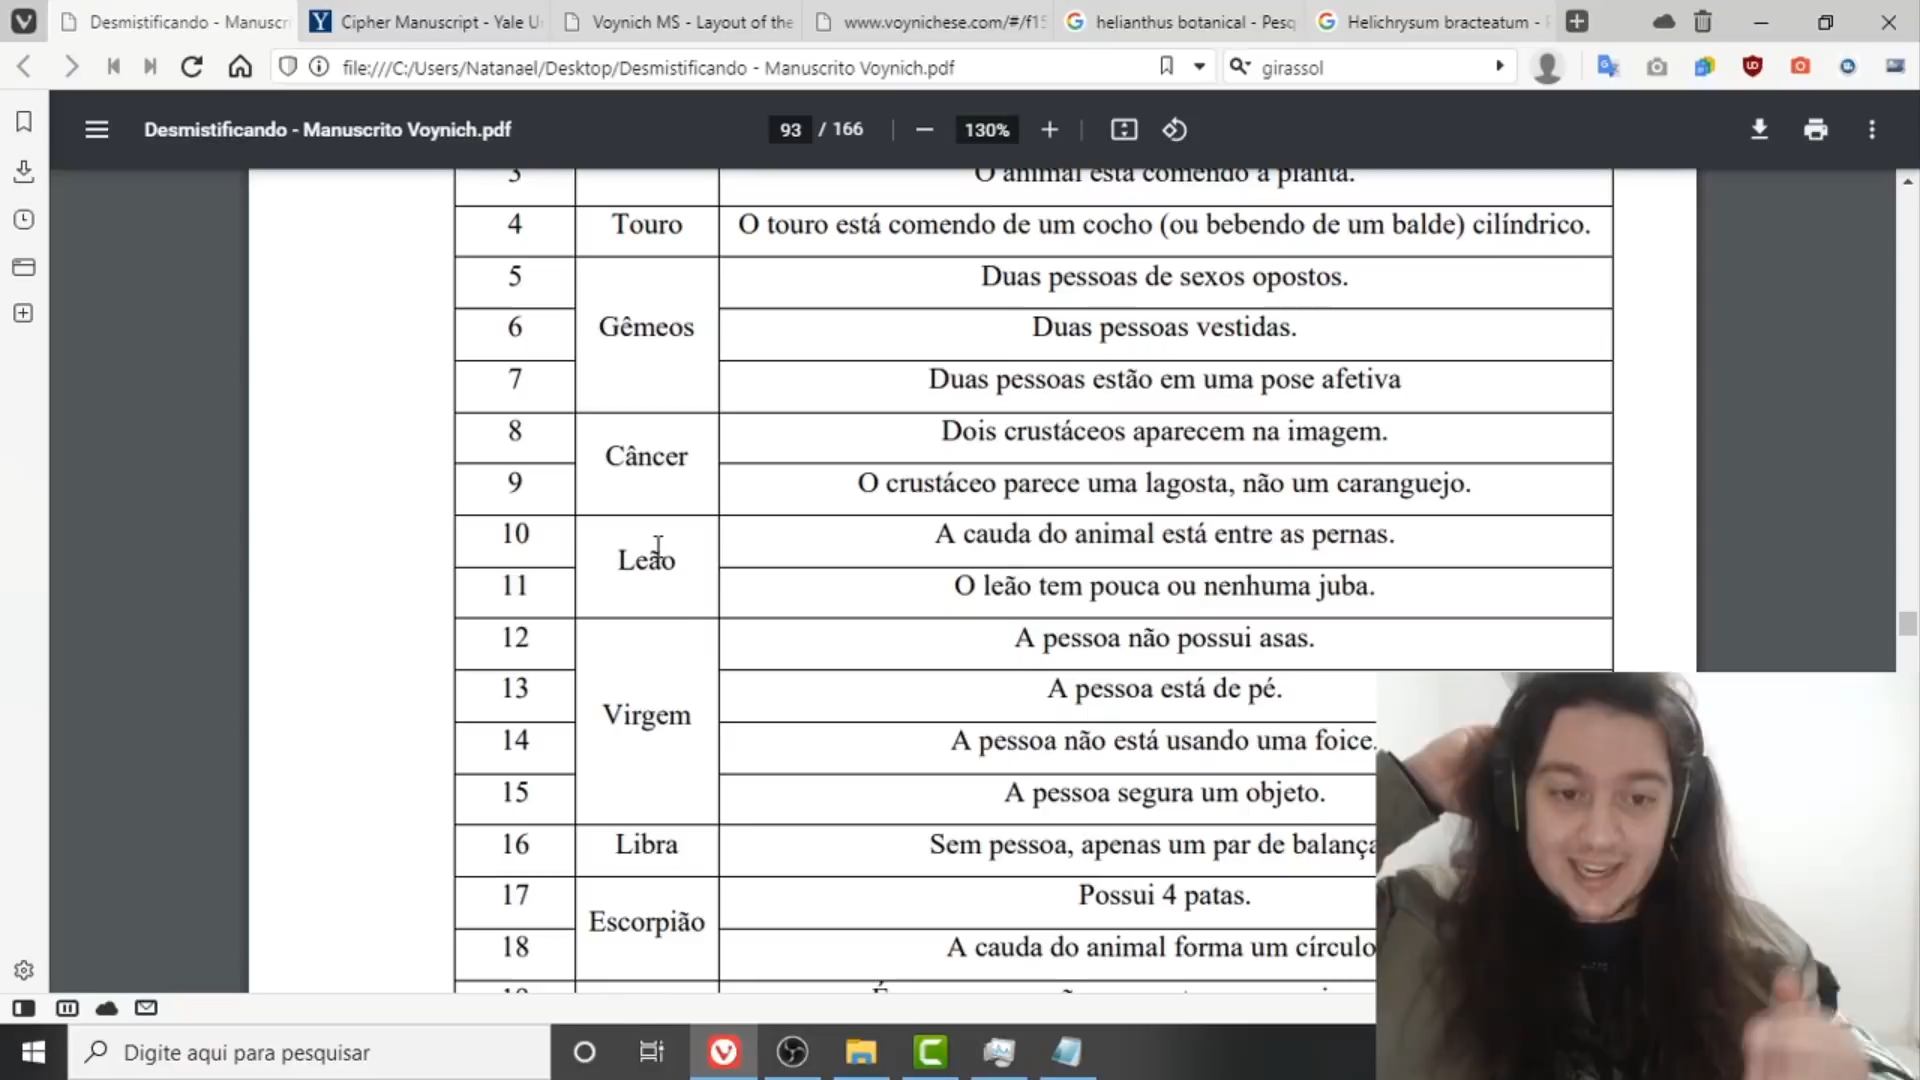 Desmistificando - Manuscri
Y Cipher Manuscript - Yale U
Voynich MS - Layout of the
www.voynichese.com/#/f1
helianthus botanical - Pesq
Helichrysum bracteatum -
file:///C:/Users/Natanael/Desktop/Desmistificando - Manuscrito Voynich.pdf
girassol
Desmistificando - Manuscrito Voynich.pdf
93 / 166
130%
3
O animal está comendo a planta.
4 Touro O touro está comendo de um cocho (ou bebendo de um balde) cilíndrico.
5 Duas pessoas de sexos opostos.
6 Gêmeos Duas pessoas vestidas.
7 Duas pessoas estão em uma pose afetiva
8 Dois crustáceos aparecem na imagem.
Câncer
9 O crustáceo parece uma lagosta, não um caranguejo.
10 A cauda do animal está entre as pernas.
Leão
11 O leão tem pouca ou nenhuma juba.
12 A pessoa não possui asas.
13 A pessoa está de pé.
Virgem
14 A pessoa não está usando uma foice.
15 A pessoa segura um objeto.
16 Libra Sem pessoa, apenas um par de balança
17 Possui 4 patas.
Escorpião
18 A cauda do animal forma um círculo
Digite aqui para pesquisar